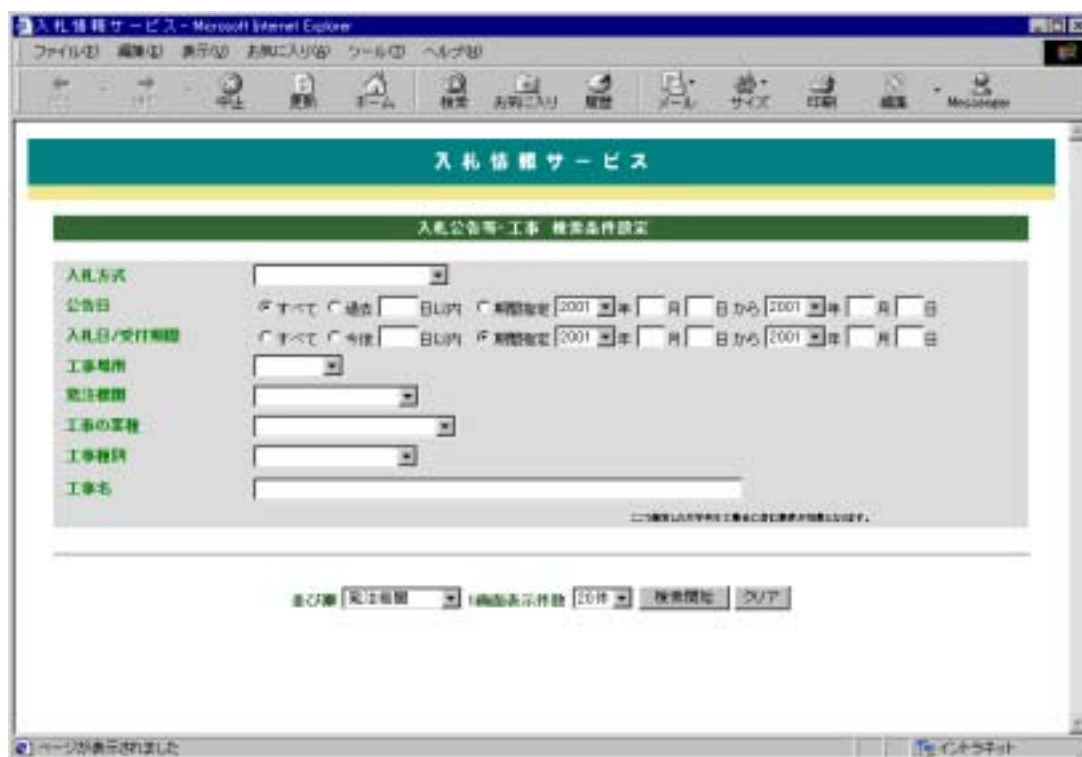 入札情報サービス - Microsoft Internet Explorer
ファイル(F) 編集(E) 表示(V) お気に入り(A) ツール(T) ヘルプ(H)
中止 更新 ホーム 検索 お気に入り 履歴 メール サイズ 印刷 編集 Messenger
入札情報サービス
入札公告等・工事 検索条件設定
入札方式
公告日 すべて 過去 日以内 期間指定 2001 年 月 日 から 2001 年 月 日
入札日/受付期間 すべて 今後 日以内 期間指定 2001 年 月 日 から 2001 年 月 日
工事場所
発注機関
工事の業種
工事種別
工事名
並び順 発注機関 1画面表示件数 20件 検索開始 クリア
ページが表示されました イントラネット